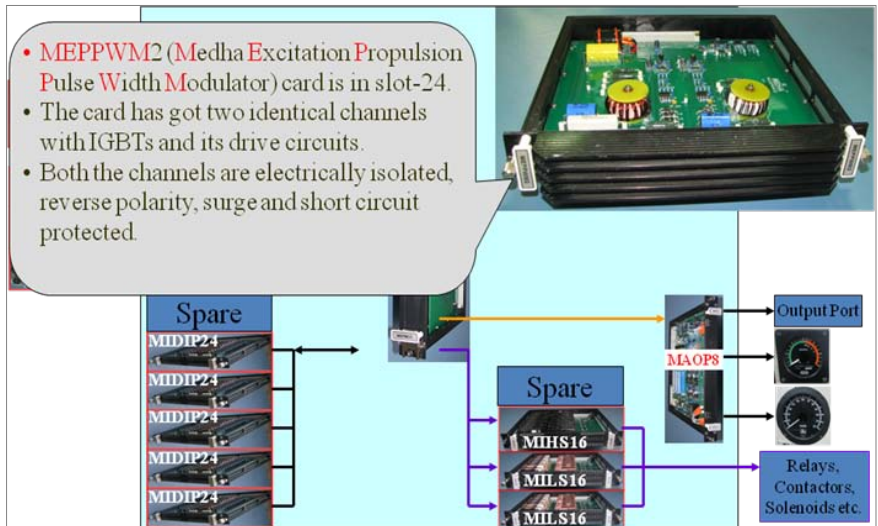 • MEPPWM2 (Medha Excitation Propulsion
Pulse Width Modulator) card is in slot-24.
• The card has got two identical channels
with IGBTs and its drive circuits.
• Both the channels are electrically isolated,
reverse polarity, surge and short circuit
protected.
Spare
MIDIP24
MIDIP24
MIDIP24
MIDIP24
MIDIP24
Spare
MIHS16
MILS16
MILS16
MAOP8
Output Port
Relays,
Contactors,
Solenoids etc.